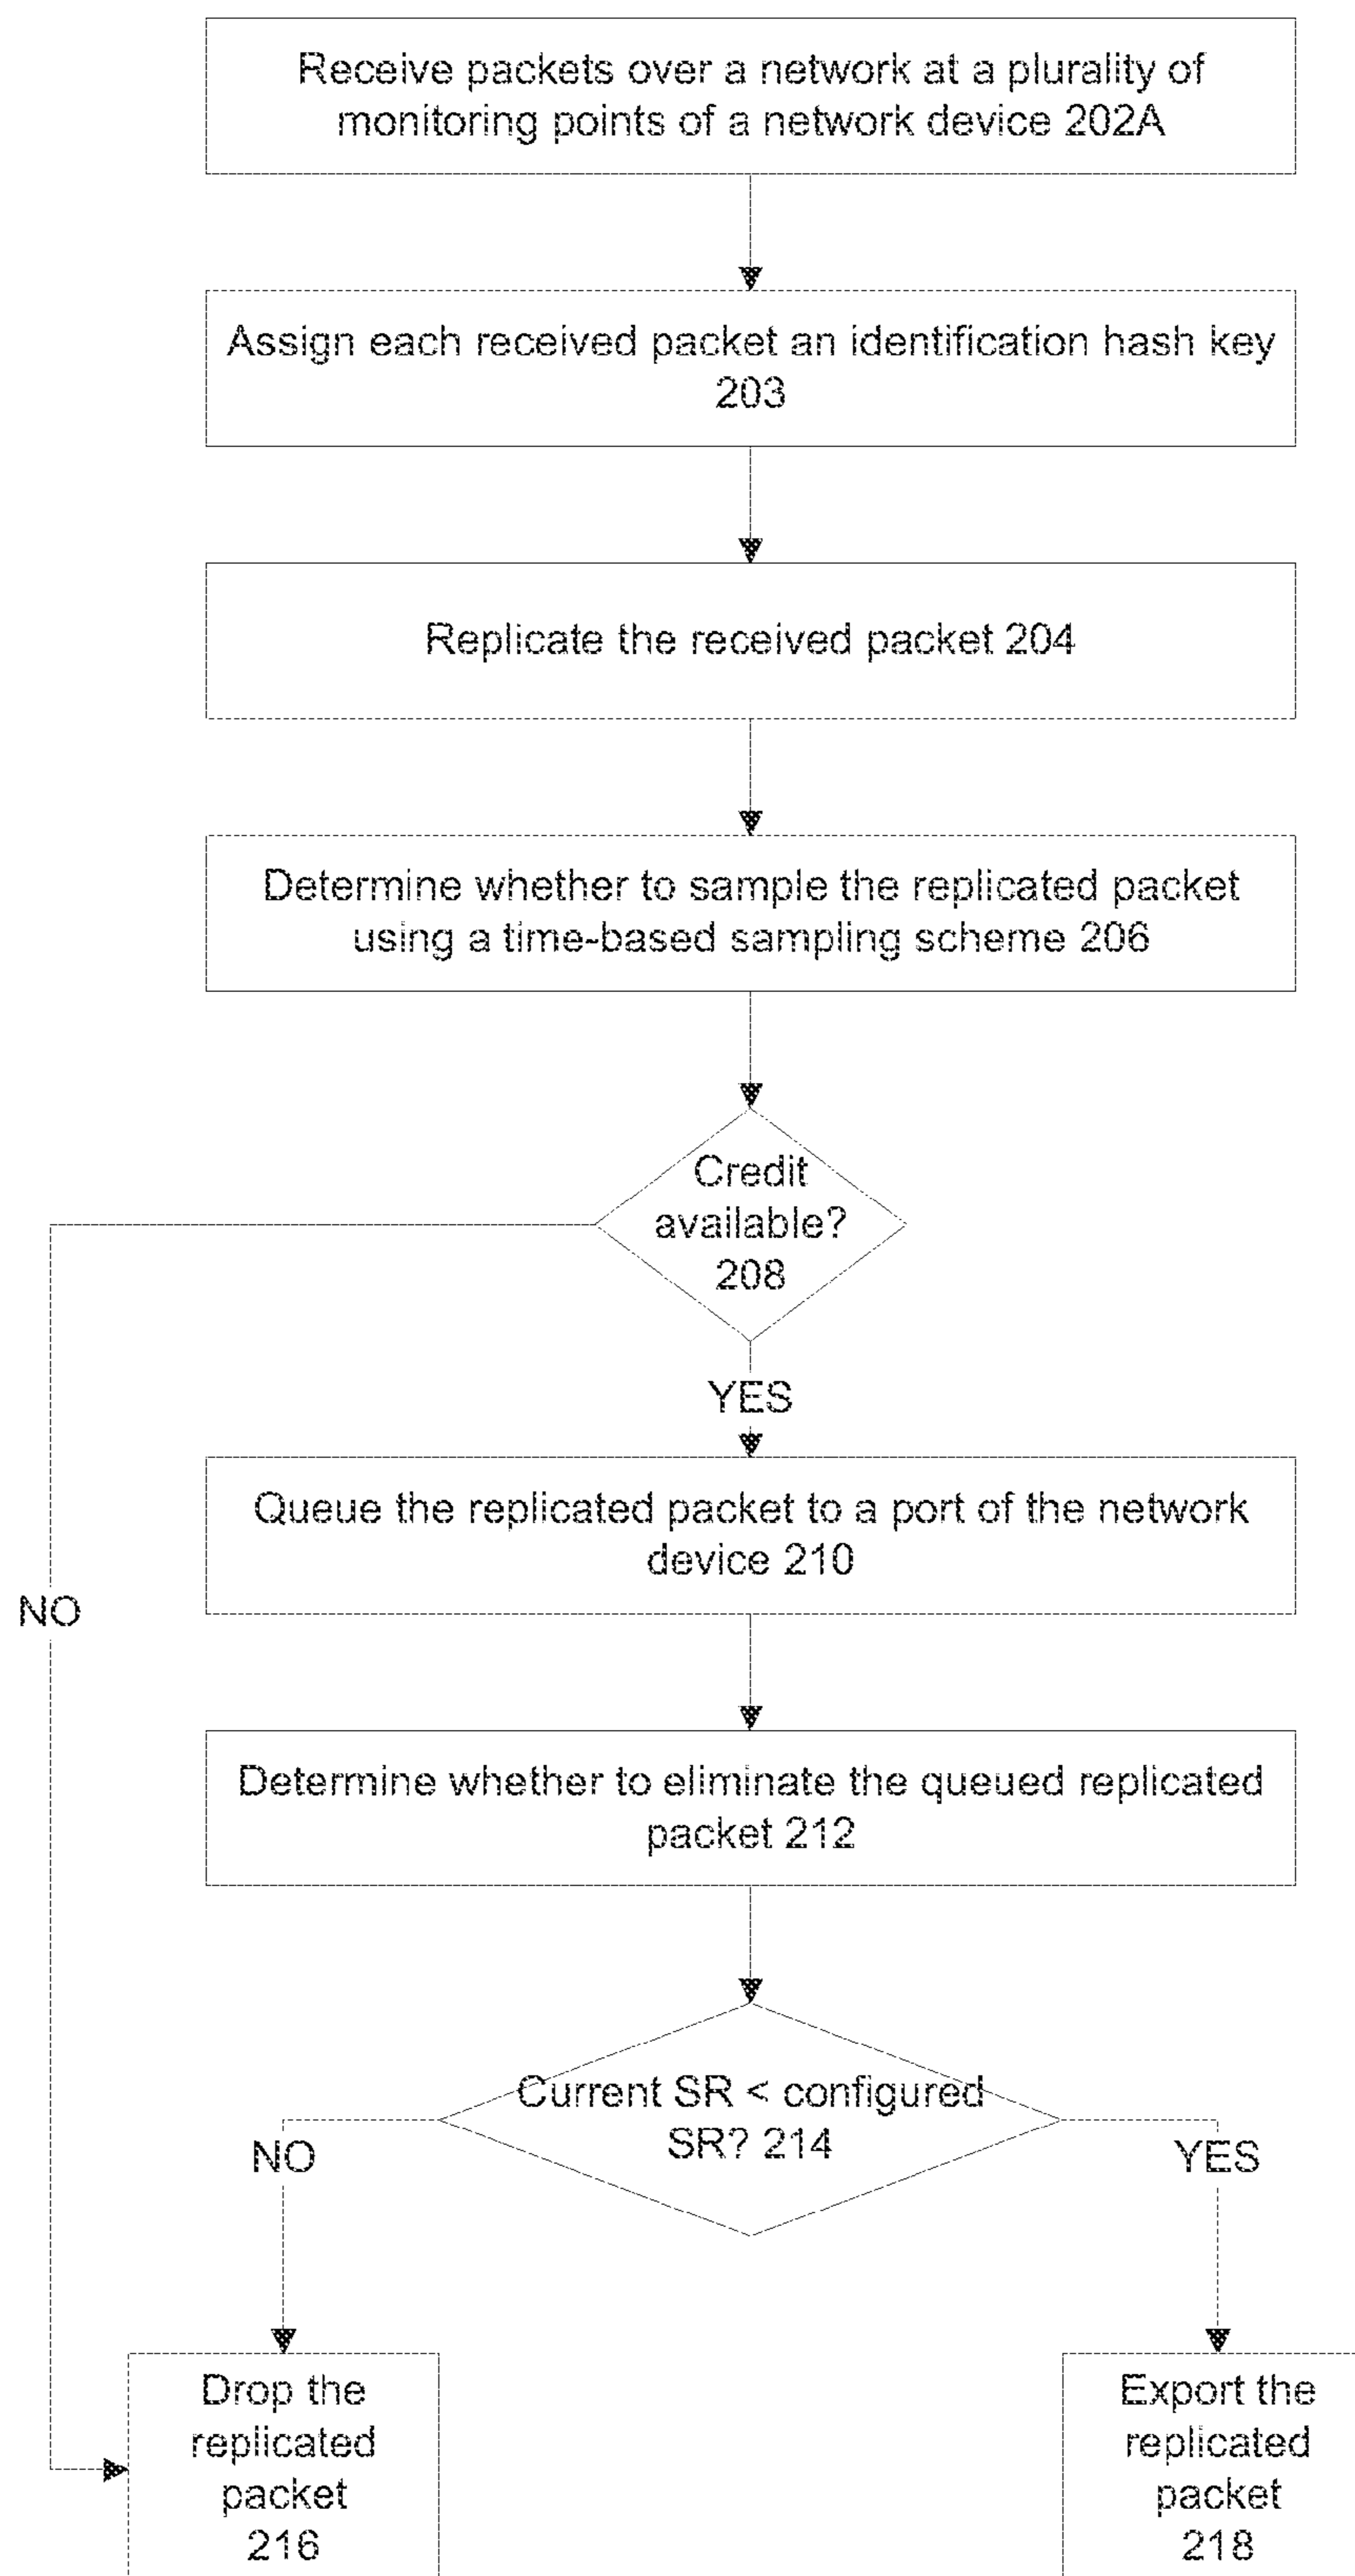 Receive packets over a network at a plurality of
monitoring points of a network device 202A
Assign each received packet an identification hash key
203
Replicate the received packet 204
Determine whether to sample the replicated packet
using a time-based sampling scheme 206
Credit
available?
208
YES
Queue the replicated packet to a port of the network
device 210
NO
Determine whether to eliminate the queued replicated
packet 212
Current SR < configured
SR? 214
NO
YES
Drop the
replicated
packet
216
Export the
replicated
packet
218